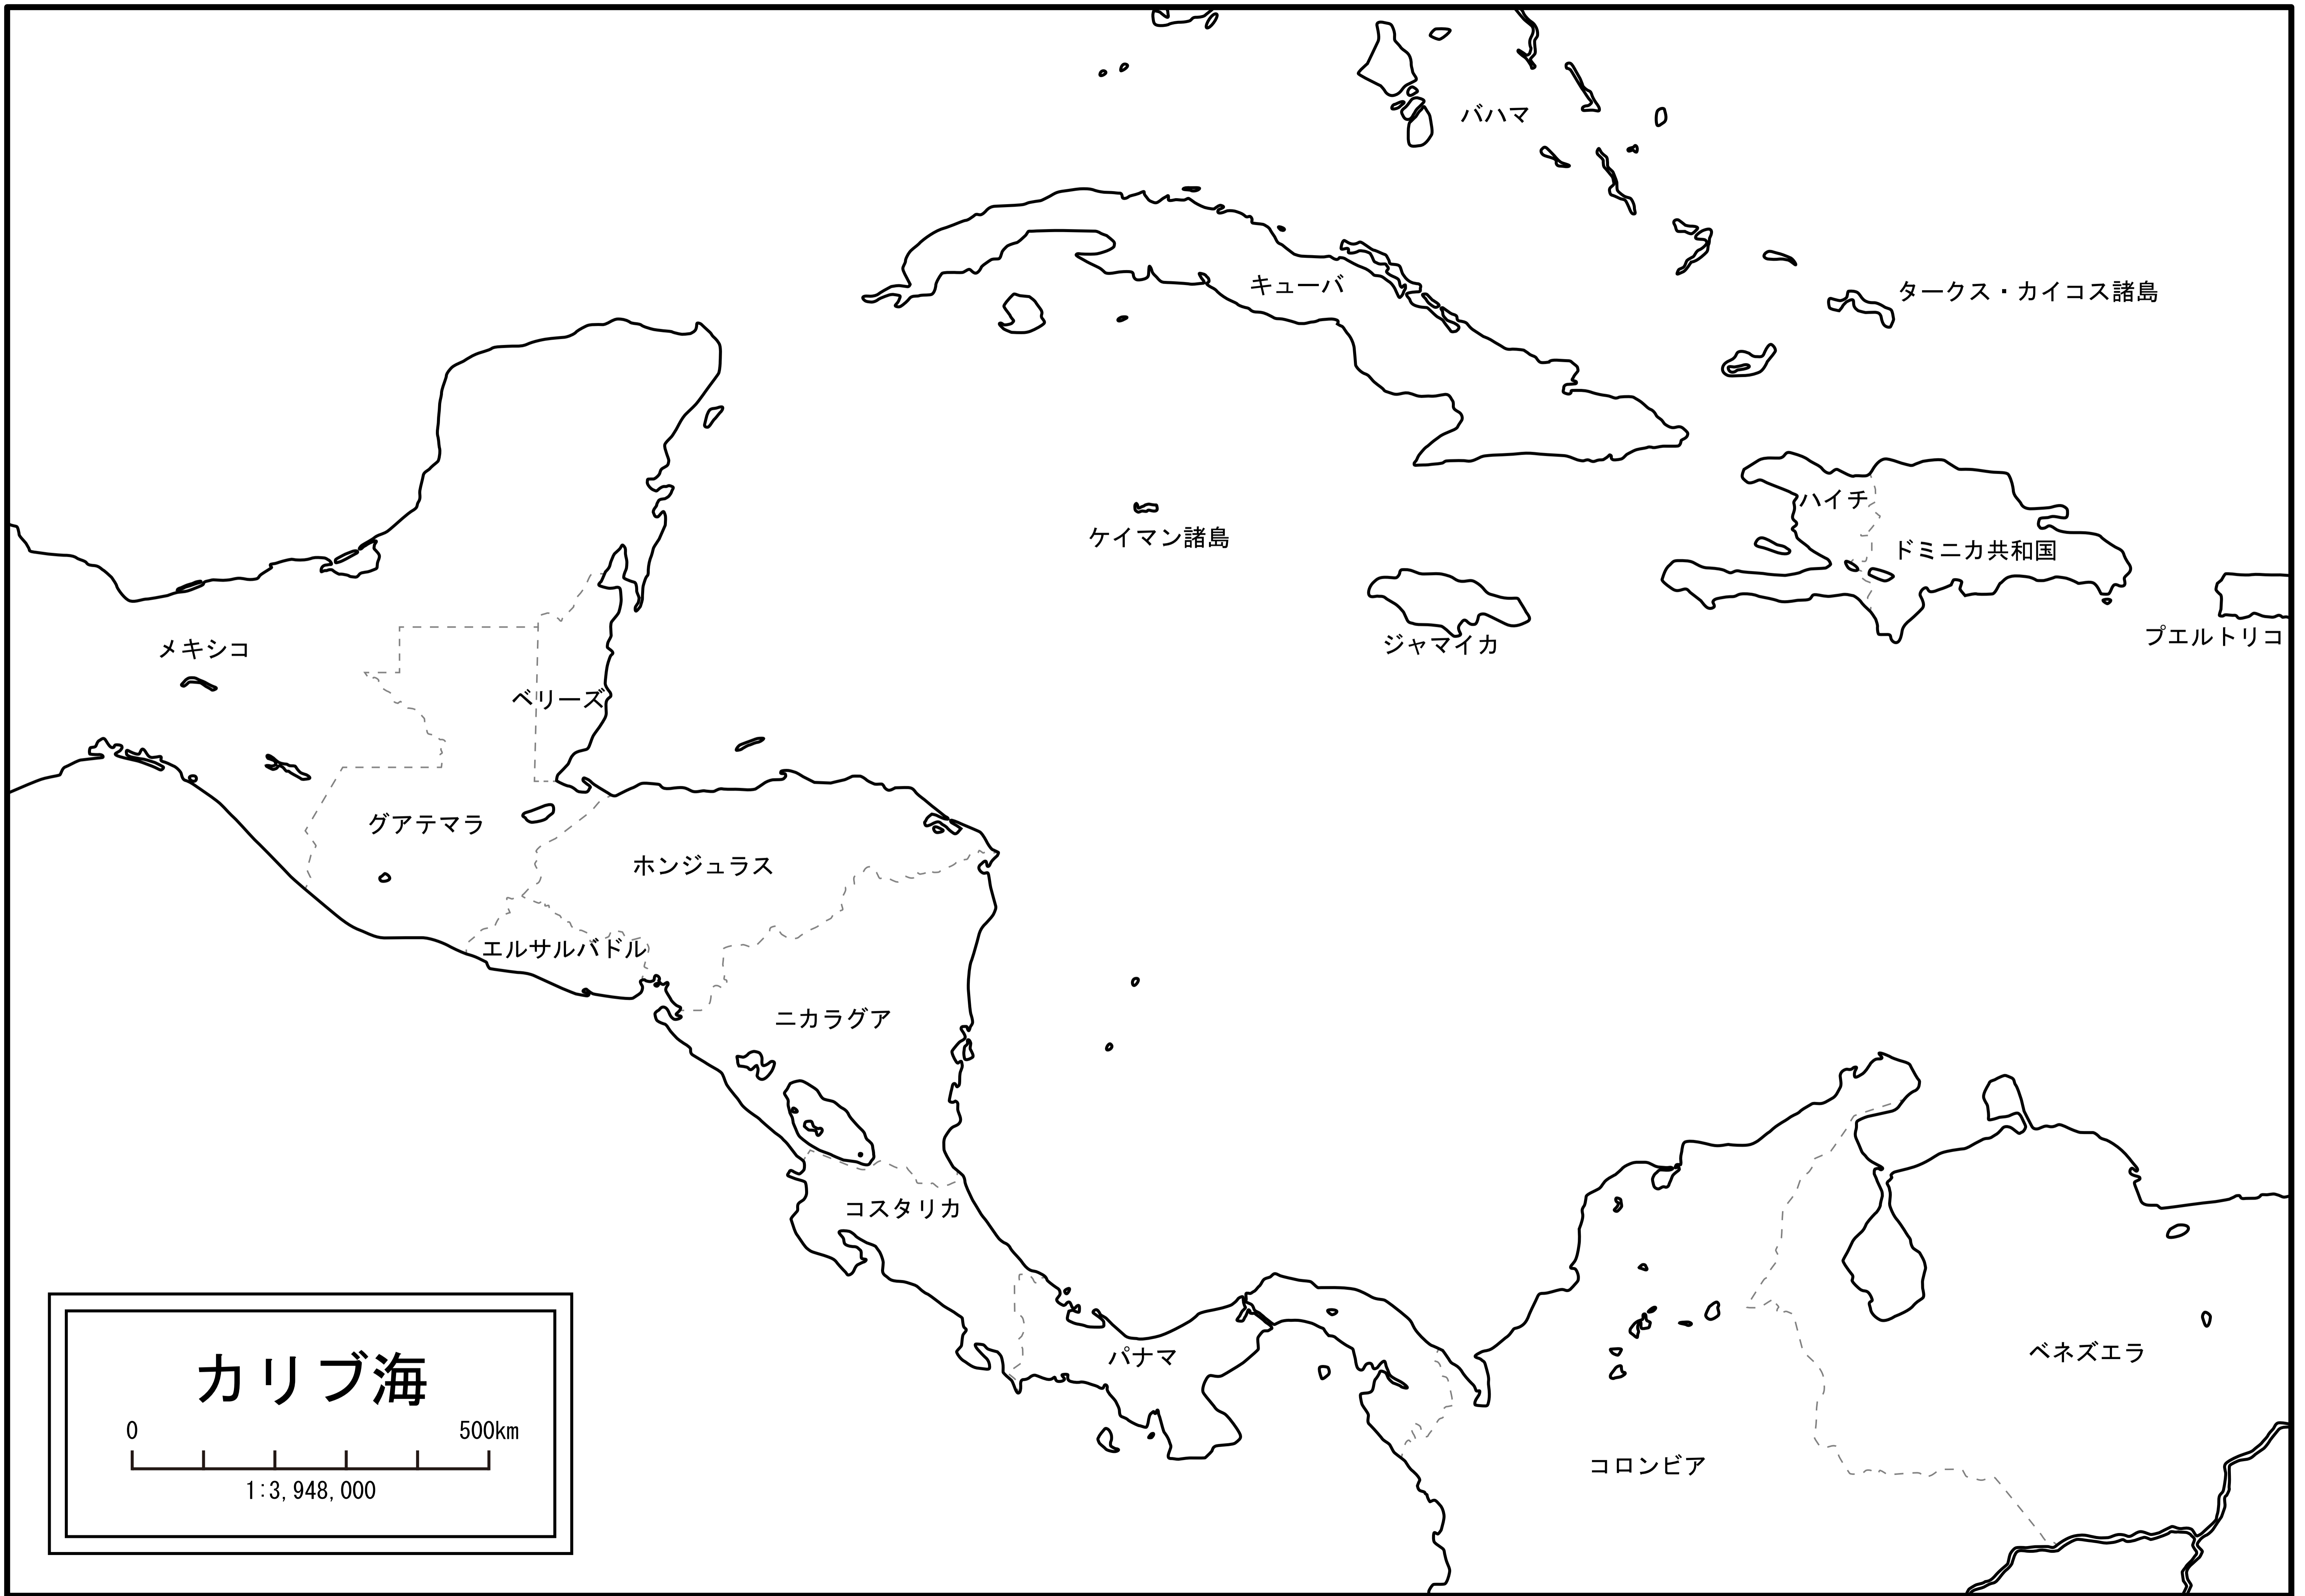 バハマ
キューバ
タークス・カイコス諸島
ハイチ
ケイマン諸島
ドミニカ共和国
ジャマイカ
プエルトリコ
メキシコ
ベリーズ
グアテマラ
ホンジュラス
エルサルバドル
ニカラグア
コスタリカ
パナマ
ベネズエラ
コロンビア
カリブ海
0 500km
1:3,948,000